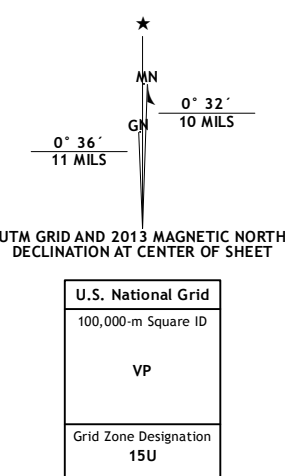 ★
MN
0° 32´
10 MILS
GN
0° 36´
11 MILS
UTM GRID AND 2013 MAGNETIC NORTH
DECLINATION AT CENTER OF SHEET
U.S. National Grid
100,000-m Square ID
VP
Grid Zone Designation
15U